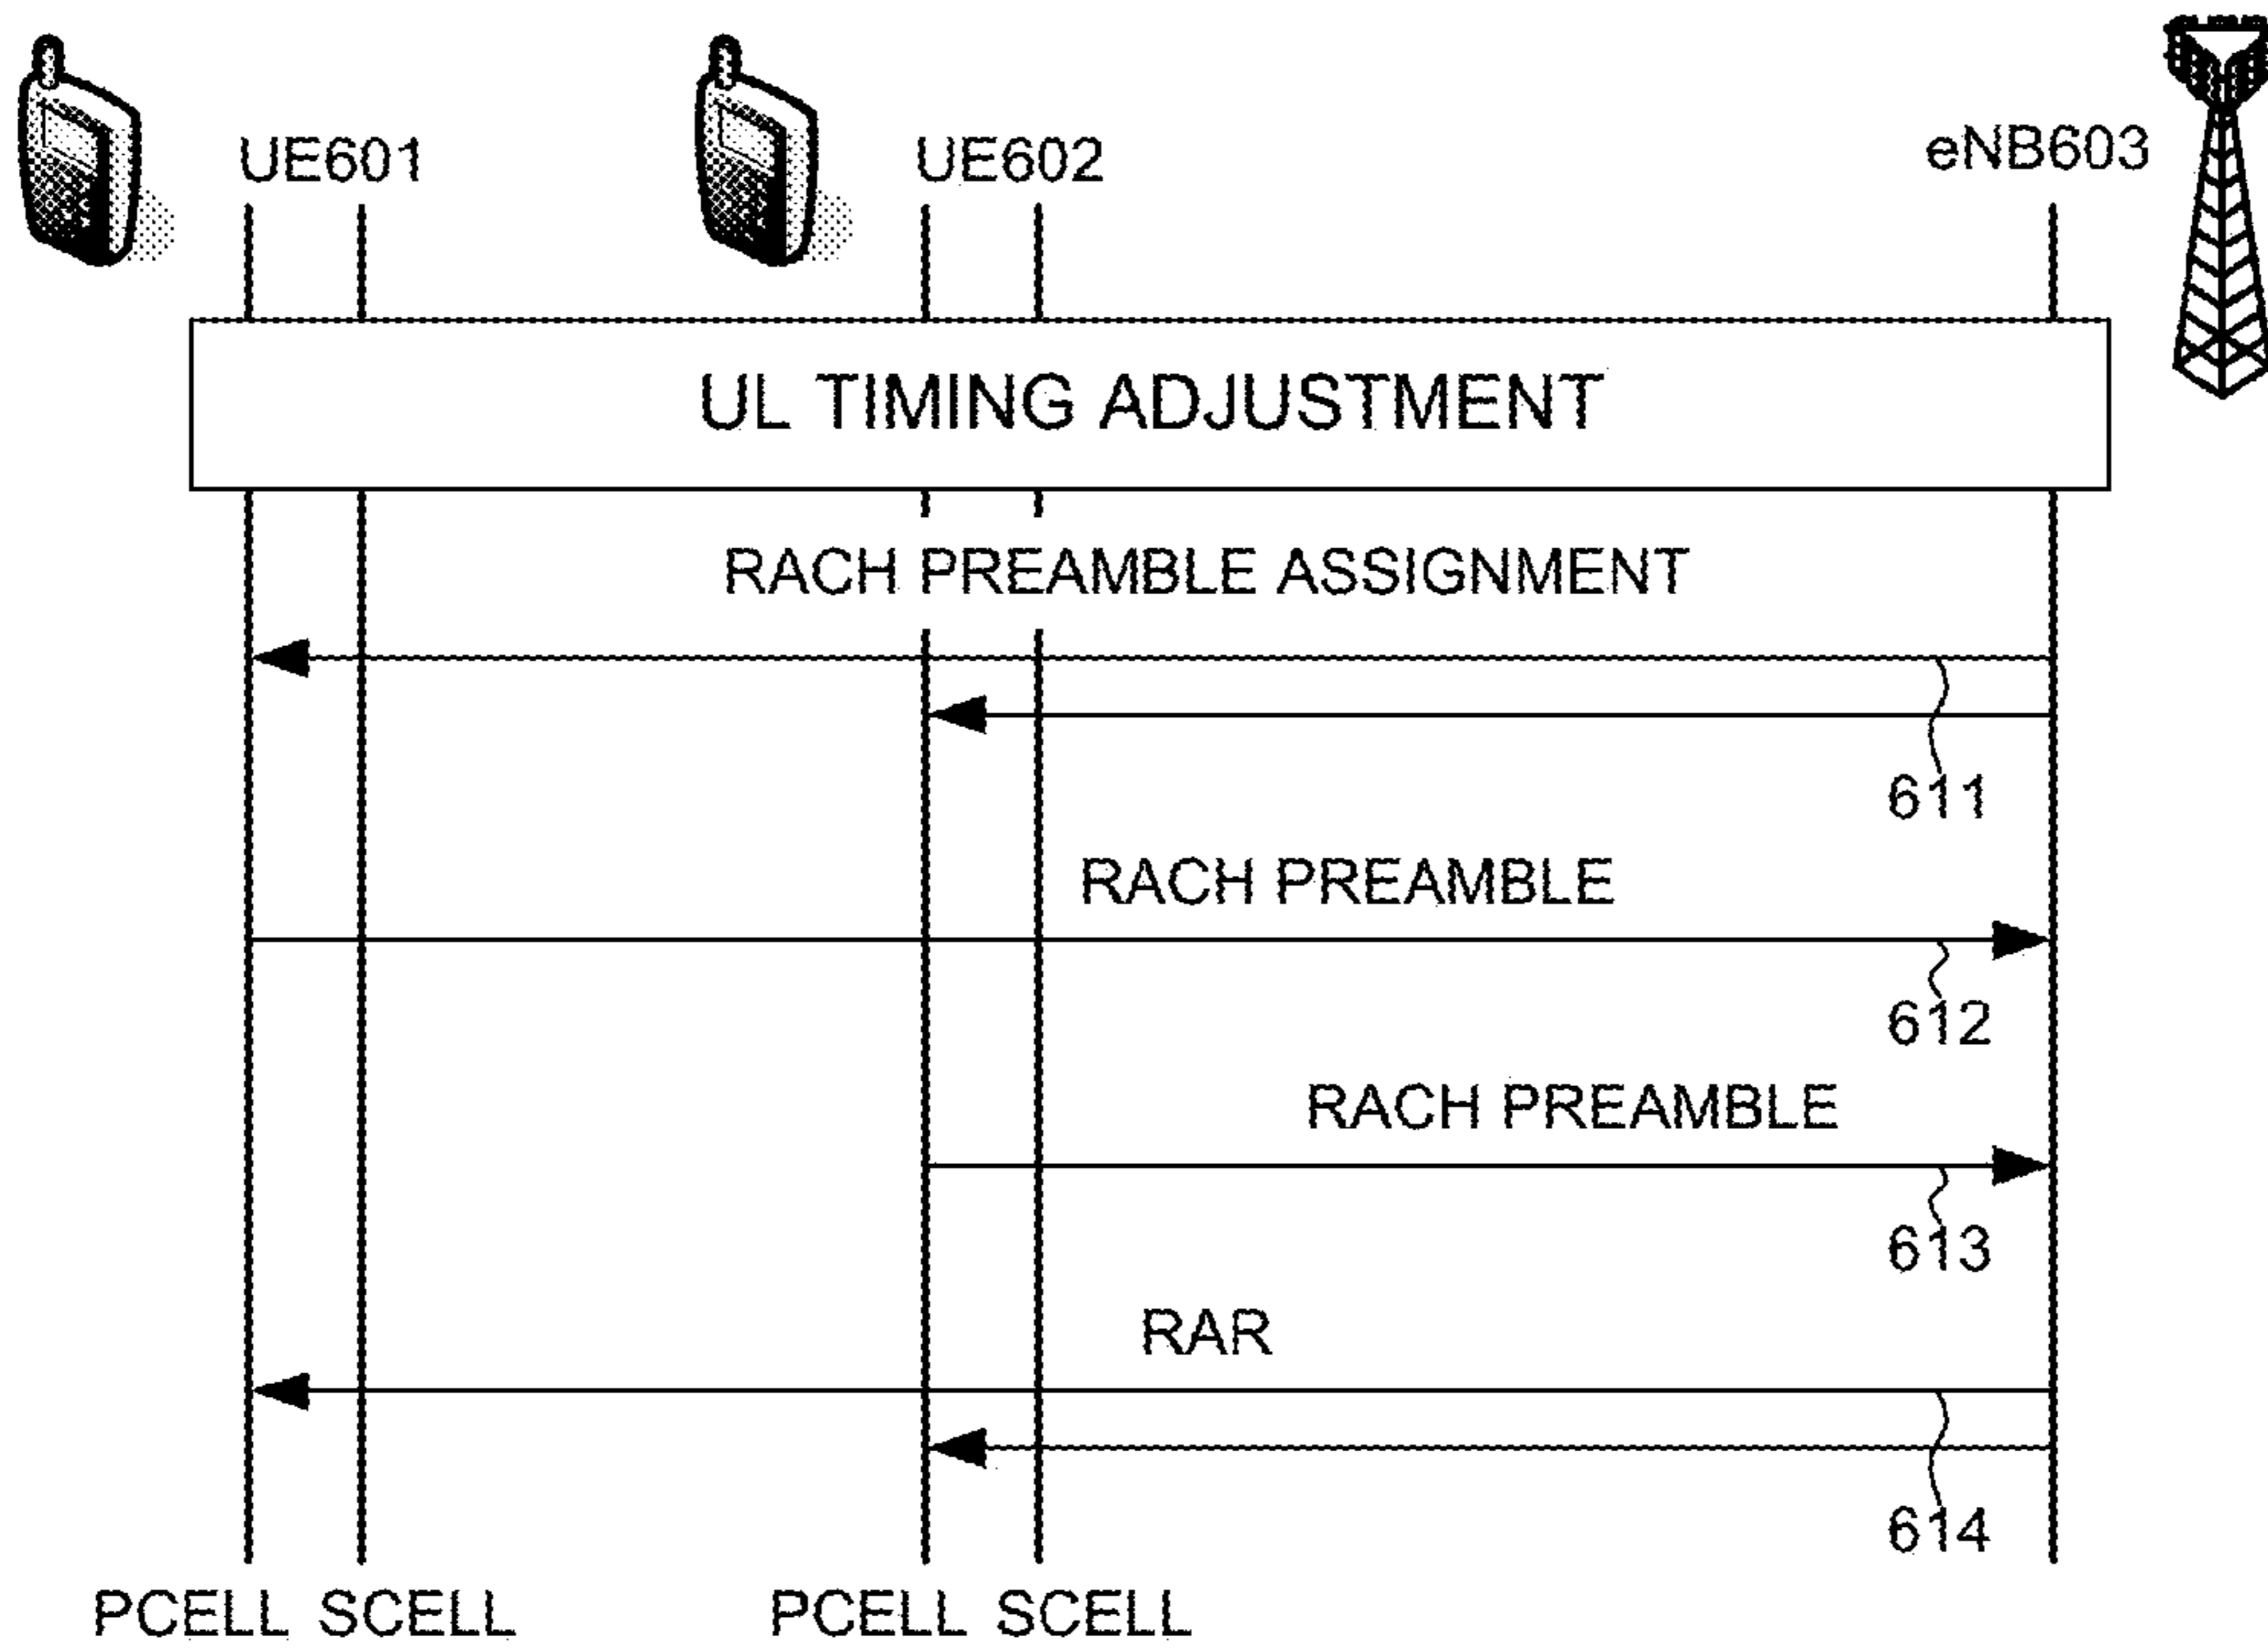 UE601
UE602
eNB603
UL TIMING ADJUSTMENT
RACH PREAMBLE ASSIGNMENT
611
RACH PREAMBLE
612
RACH PREAMBLE
613
RAR
614
PCELL SCELL
PCELL SCELL